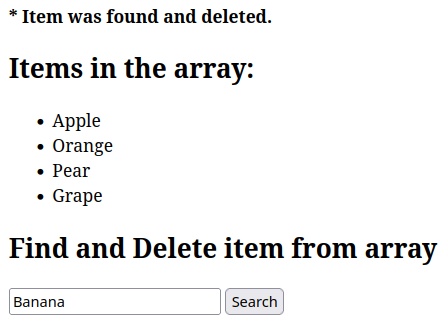 * Item was found and deleted.
Items in the array:
• Apple
• Orange
• Pear
• Grape
Find and Delete item from array
Banana Search